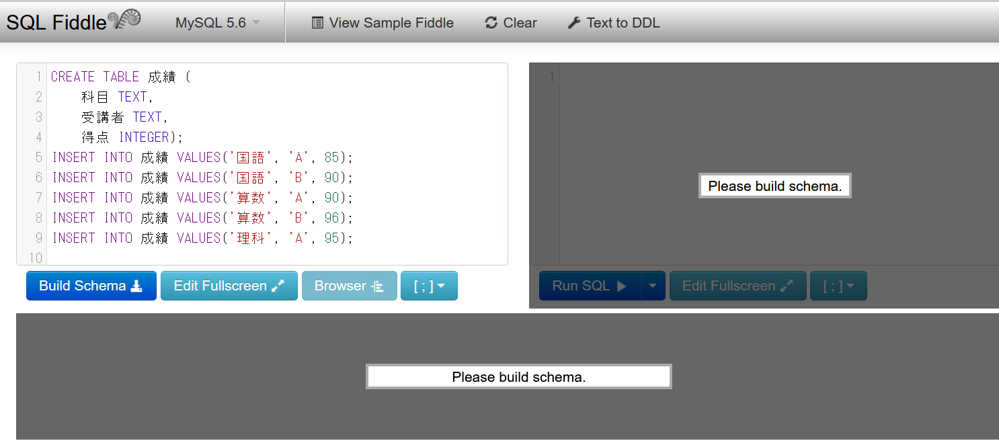 SQL Fiddle MySQL 5.6 View Sample Fiddle Clear Text to DDL
1 CREATE TABLE 成績 (
2 科目 TEXT,
3 受講者 TEXT,
4 得点 INTEGER);
5 INSERT INTO 成績 VALUES('国語', 'A', 85);
6 INSERT INTO 成績 VALUES('国語', 'B', 90);
7 INSERT INTO 成績 VALUES('算数', 'A', 90);
8 INSERT INTO 成績 VALUES('算数', 'B', 96);
9 INSERT INTO 成績 VALUES('理科', 'A', 95);
10
Build Schema Edit Fullscreen Browser [ ; ]
1
Please build schema.
Run SQL Edit Fullscreen [ ; ]
Please build schema.